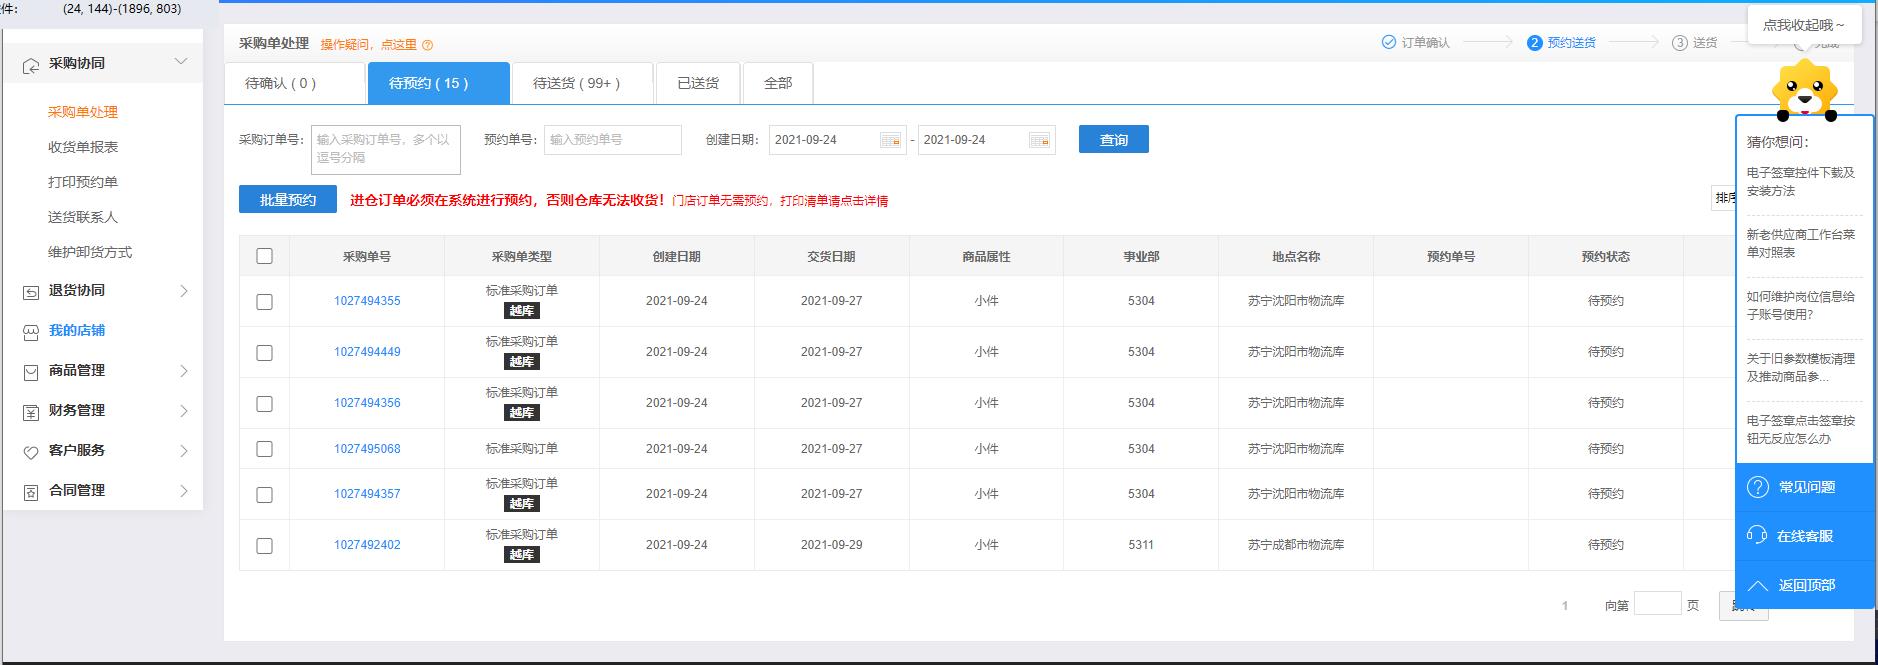 件: (24, 144)-(1896, 803)
点我收起哦～
采购协同
采购单处理
收货单报表
打印预约单
送货联系人
维护卸货方式
退货协同
我的店铺
商品管理
财务管理
客户服务
合同管理
采购单处理 操作疑问，点这里
订单确认 2 预约送货 3 送货
待确认 ( 0 ) 待预约 ( 15 ) 待送货 ( 99+ ) 已送货 全部
采购订单号: 输入采购订单号，多个以
逗号分隔
预约单号: 输入预约单号 创建日期: 2021-09-24 - 2021-09-24 查询
批量预约 进仓订单必须在系统进行预约，否则仓库无法收货！门店订单无需预约，打印清单请点击详情
排序
采购单号 采购单类型 创建日期 交货日期 商品属性 事业部 地点名称 预约单号 预约状态
1027494355 标准采购订单 2021-09-24 2021-09-27 小件 5304 苏宁沈阳市物流库 待预约
越库
1027494449 标准采购订单 2021-09-24 2021-09-27 小件 5304 苏宁沈阳市物流库 待预约
越库
1027494356 标准采购订单 2021-09-24 2021-09-27 小件 5304 苏宁沈阳市物流库 待预约
越库
1027495068 标准采购订单 2021-09-24 2021-09-27 小件 5304 苏宁沈阳市物流库 待预约
1027494357 标准采购订单 2021-09-24 2021-09-27 小件 5304 苏宁沈阳市物流库 待预约
越库
1027492402 标准采购订单 2021-09-24 2021-09-29 小件 5311 苏宁成都市物流库 待预约
越库
1 向第 页
猜你想问：
电子签章控件下载及
安装方法
新老供应商工作台菜
单对照表
如何维护岗位信息给
子账号使用？
关于旧参数模板清理
及推动商品参...
电子签章点击签章按
钮无反应怎么办
常见问题
在线客服
返回顶部